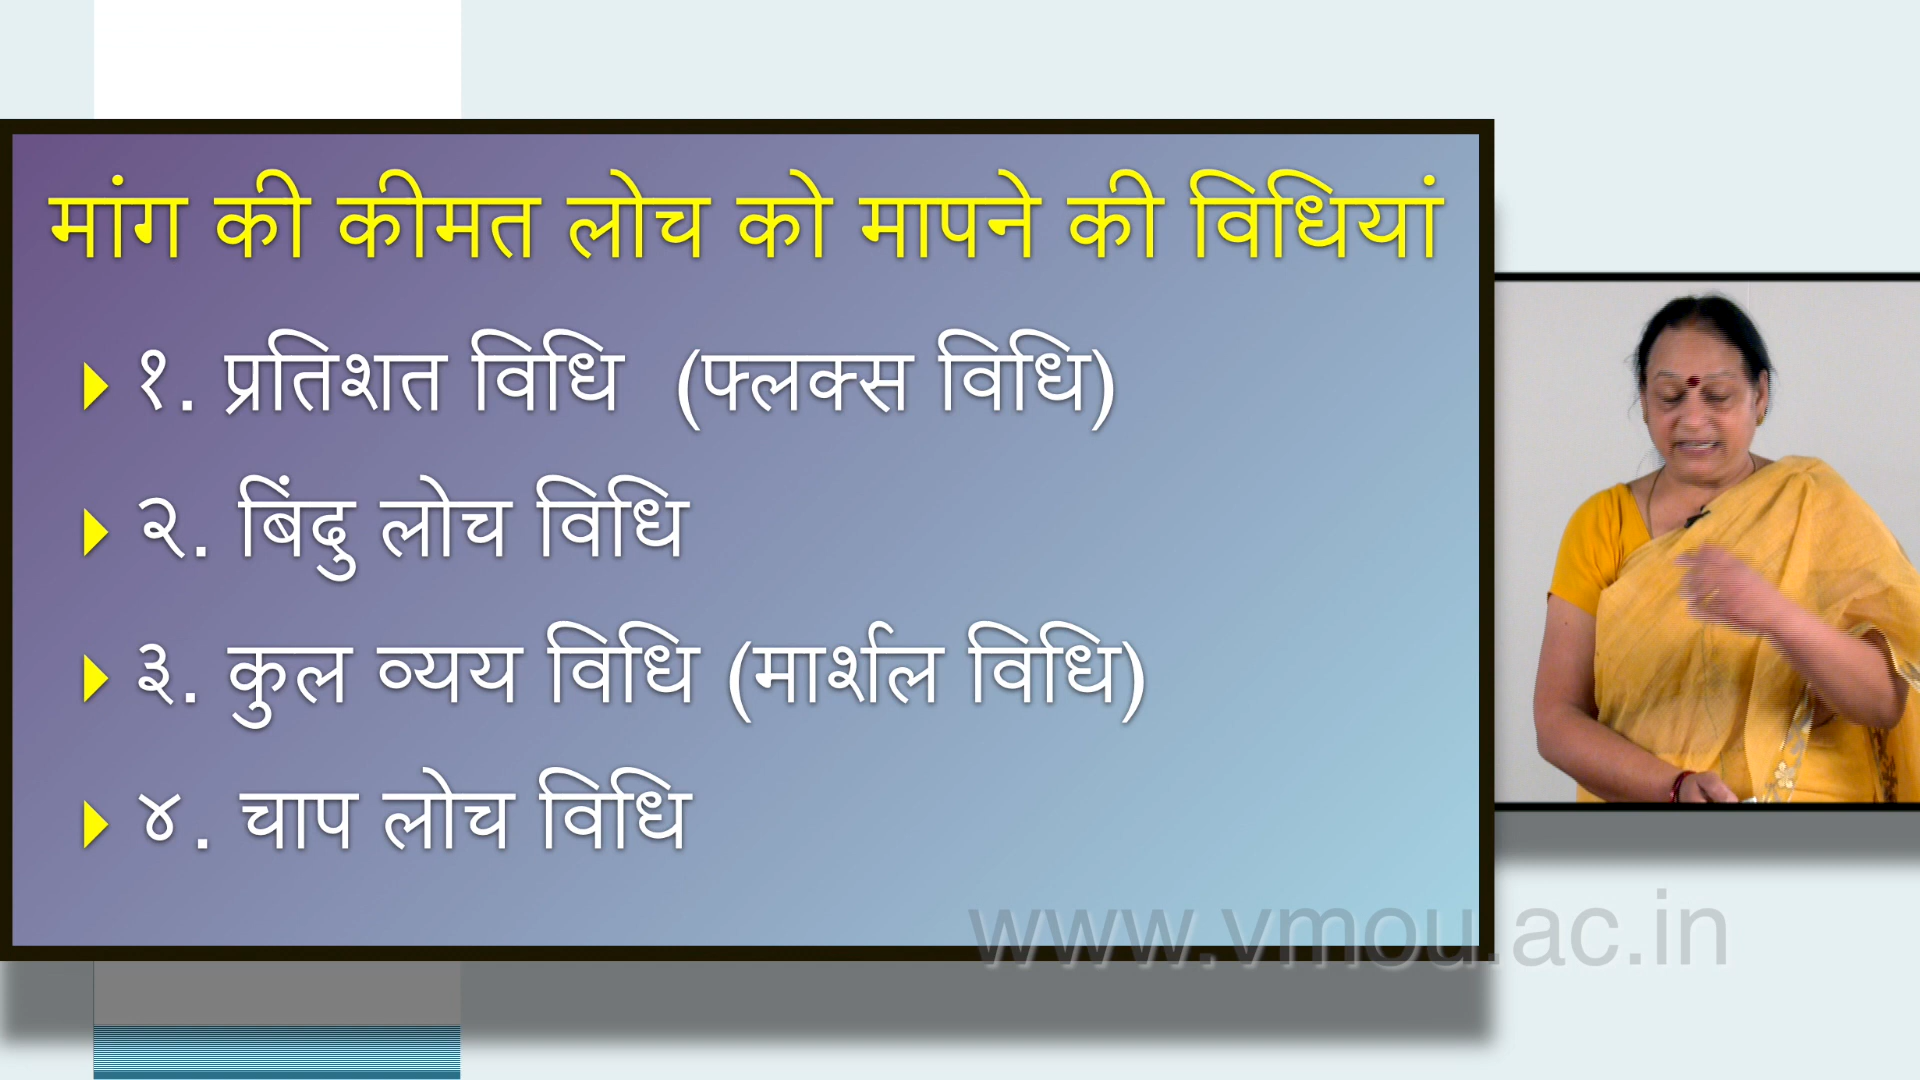 मांग की कीमत लोच को मापने की विधियां
१. प्रतिशत विधि (फ्लक्स विधि)
२. बिंदु लोच विधि
३. कुल व्यय विधि (मार्शल विधि)
४. चाप लोच विधि
www.vmou.ac.in